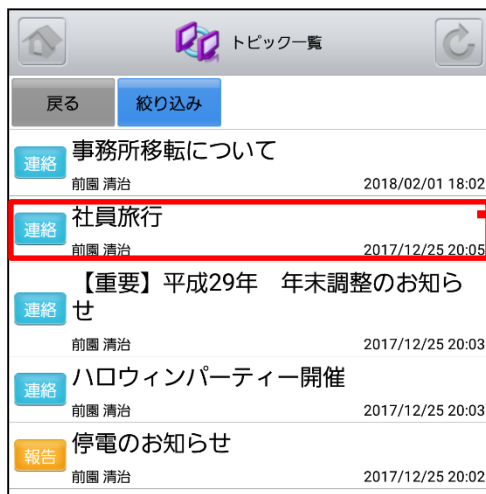 トピック一覧
戻る 絞り込み
連絡 事務所移転について
前園 清治 2018/02/01 18:02
連絡 社員旅行
前園 清治 2017/12/25 20:05
【重要】平成29年　年末調整のお知ら
連絡 せ
前園 清治 2017/12/25 20:03
連絡 ハロウィンパーティー開催
前園 清治 2017/12/25 20:03
報告 停電のお知らせ
前園 清治 2017/12/25 20:02